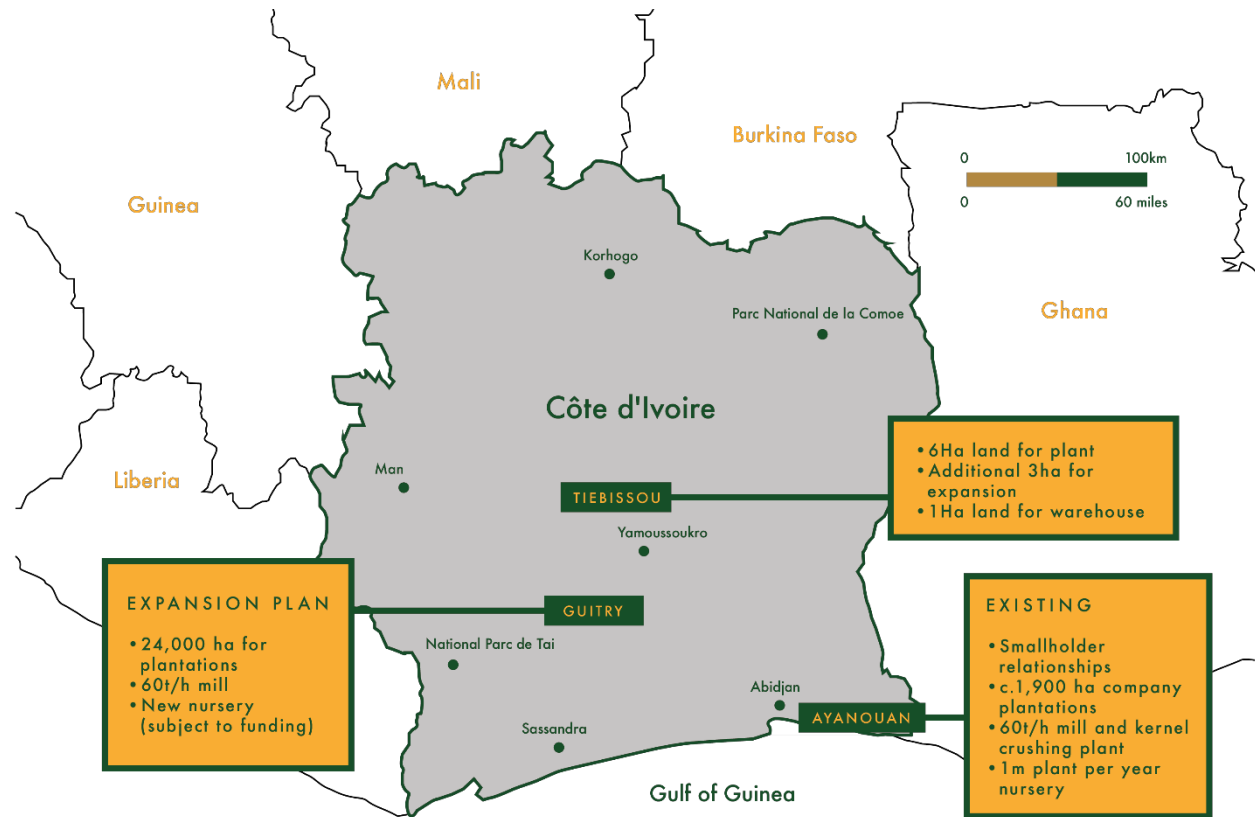 Mali
Burkina Faso
0 100km
0 60 miles
Guinea
Korhogo
Parc National de la Comoe
Ghana
Côte d'Ivoire
Liberia
Man
TIEBISSOU
• 6Ha land for plant
• Additional 3ha for
expansion
• 1Ha land for warehouse
Yamoussoukro
EXPANSION PLAN
• 24,000 ha for
plantations
• 60t/h mill
• New nursery
(subject to funding)
GUITRY
National Parc de Tai
Abidjan
AYANOUAN
Sassandra
EXISTING
• Smallholder
relationships
• c.1,900 ha company
plantations
• 60t/h mill and kernel
crushing plant
• 1m plant per year
nursery
Gulf of Guinea